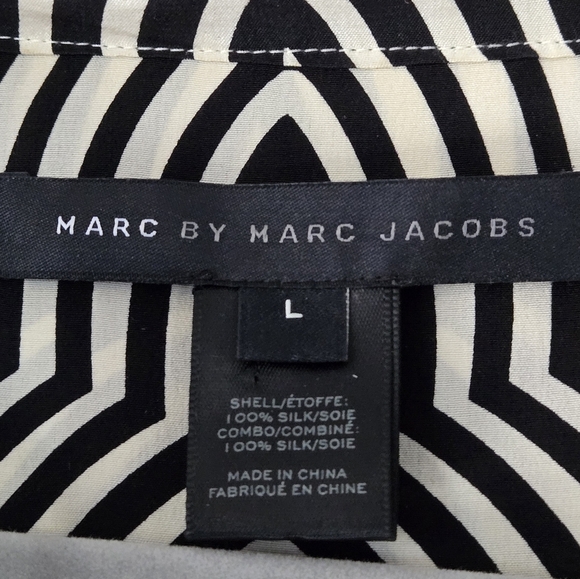 MARC BY MARC JACOBS
L
SHELL/ÉTOFFE:
100% SILK/SOIE
COMBO/COMBINÉ:
100% SILK/SOIE
MADE IN CHINA
FABRIQUÉ EN CHINE